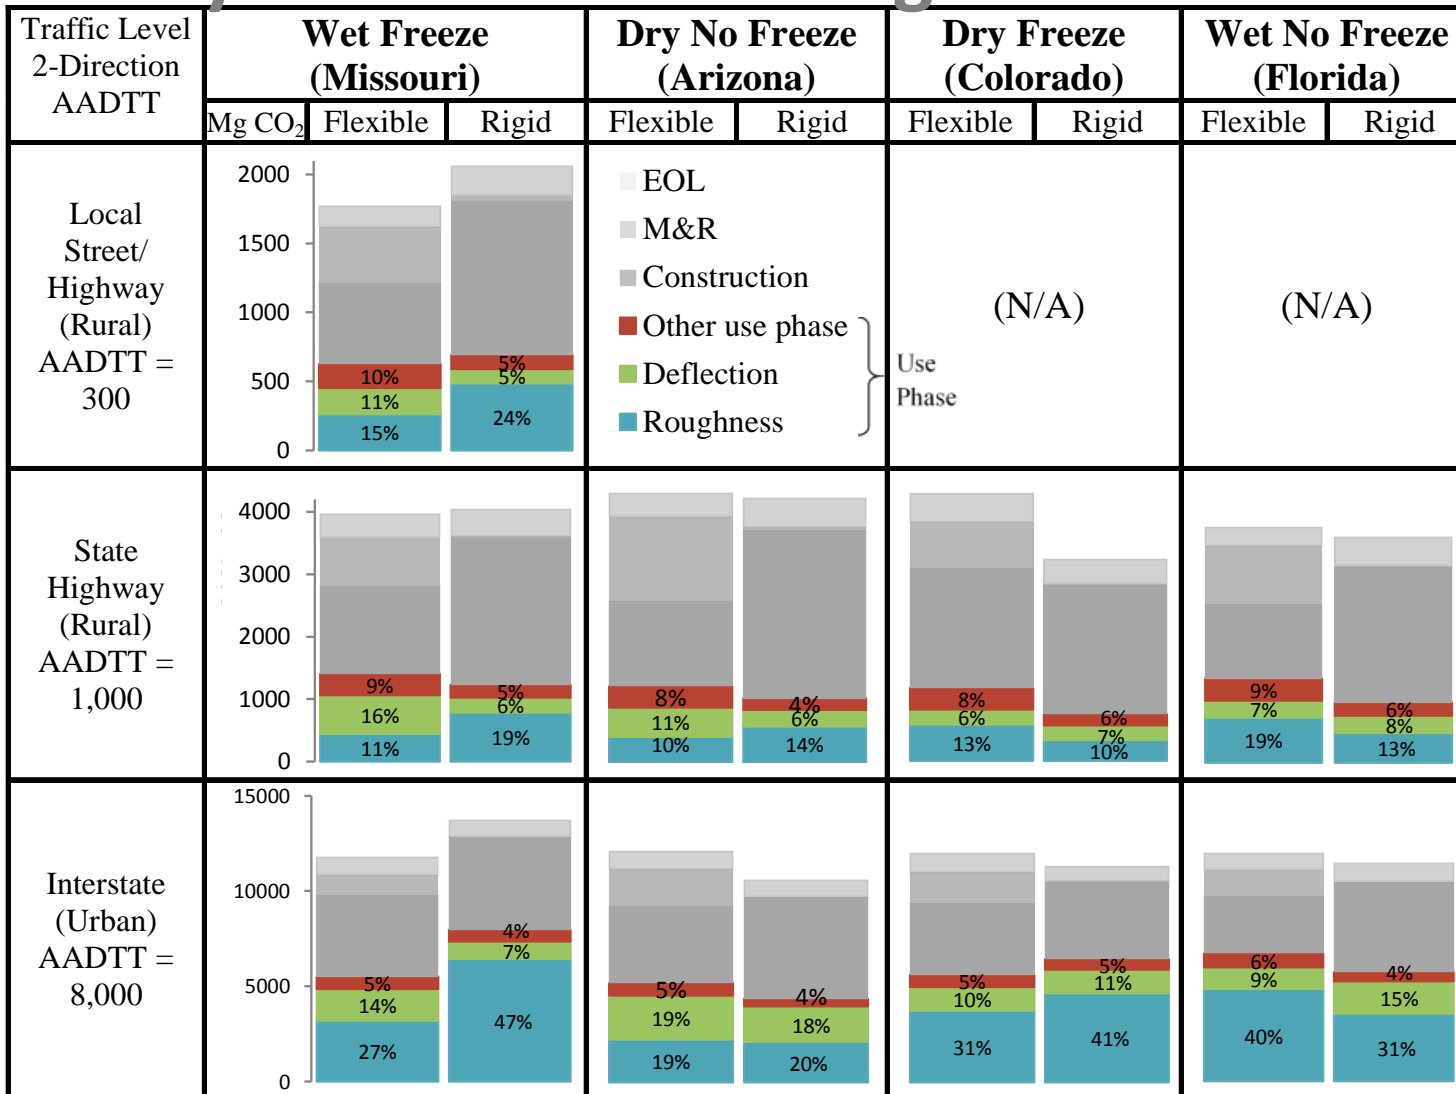 Traffic Level
2-Direction
AADTT
Wet Freeze
(Missouri)
Dry No Freeze
(Arizona)
Dry Freeze
(Colorado)
Wet No Freeze
(Florida)
Mg CO₂ Flexible Rigid Flexible Rigid Flexible Rigid Flexible Rigid
Local
Street/
Highway
(Rural)
AADTT =
300
2000
1500
1000
500
0
10%
11%
15%
5%
5%
24%
EOL
M&R
Construction
Other use phase
Deflection
Roughness
Use
Phase
(N/A)
(N/A)
State
Highway
(Rural)
AADTT =
1,000
4000
3000
2000
1000
0
9%
16%
11%
5%
6%
19%
8%
11%
10%
4%
6%
14%
8%
6%
13%
6%
7%
10%
9%
7%
19%
6%
8%
13%
Interstate
(Urban)
AADTT =
8,000
15000
10000
5000
0
5%
14%
27%
4%
7%
47%
5%
19%
19%
4%
18%
20%
5%
10%
31%
5%
11%
41%
6%
9%
40%
4%
15%
31%